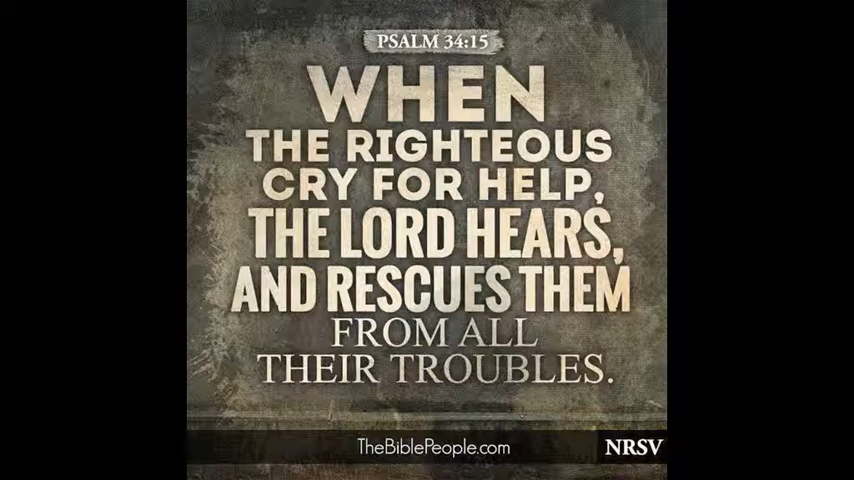 PSALM 34:15
WHEN
THE RIGHTEOUS
CRY FOR HELP,
THE LORD HEARS,
AND RESCUES THEM
FROM ALL
THEIR TROUBLES.
TheBiblePeople.com
NRSV